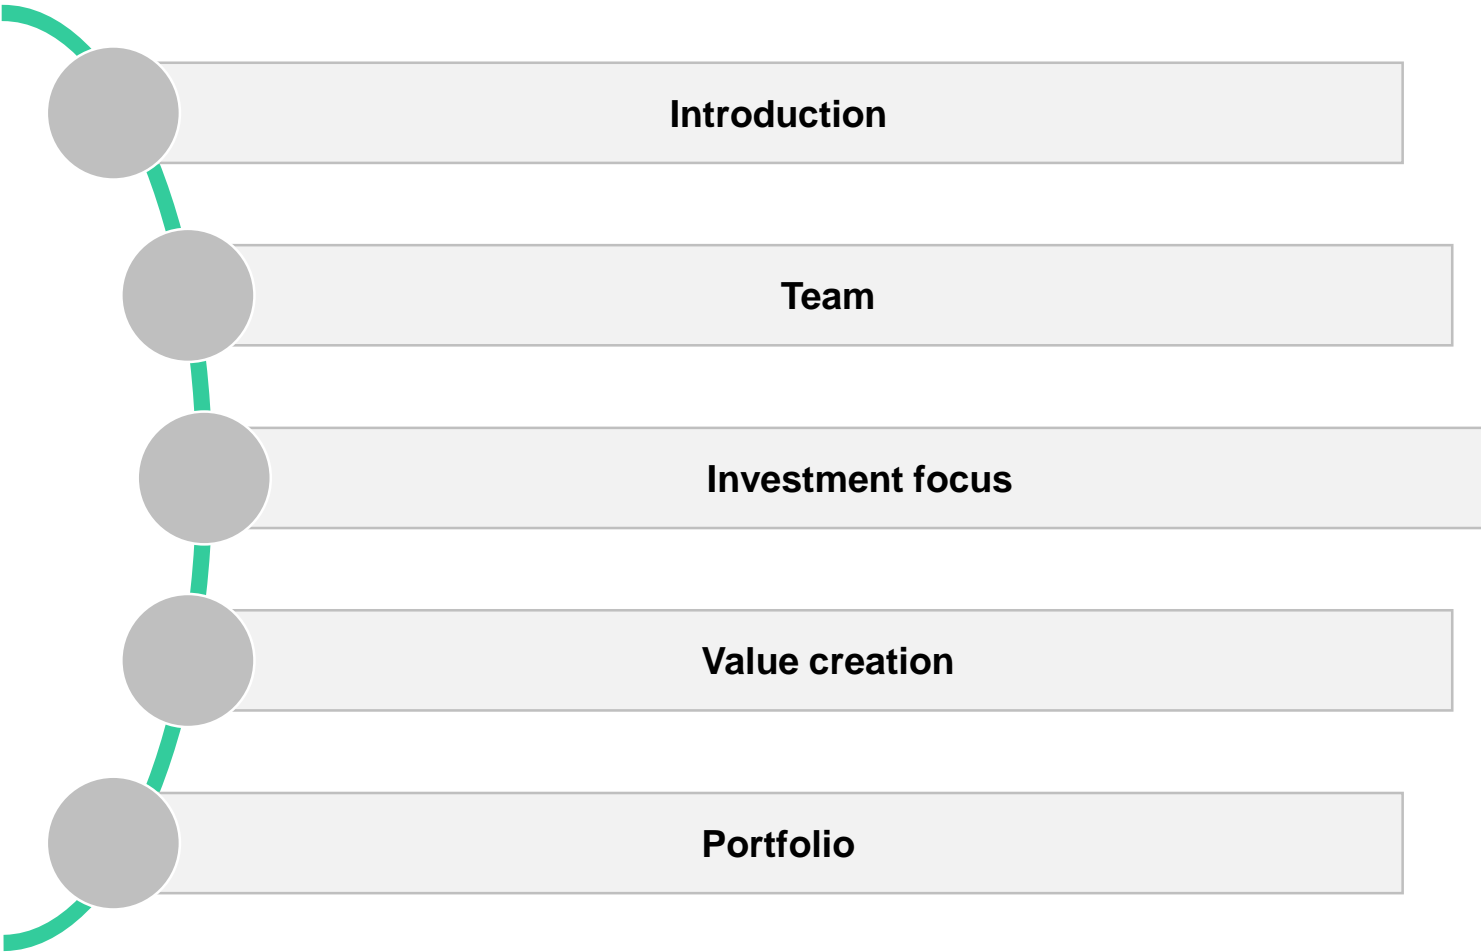 Introduction
Team
Investment focus
Value creation
Portfolio